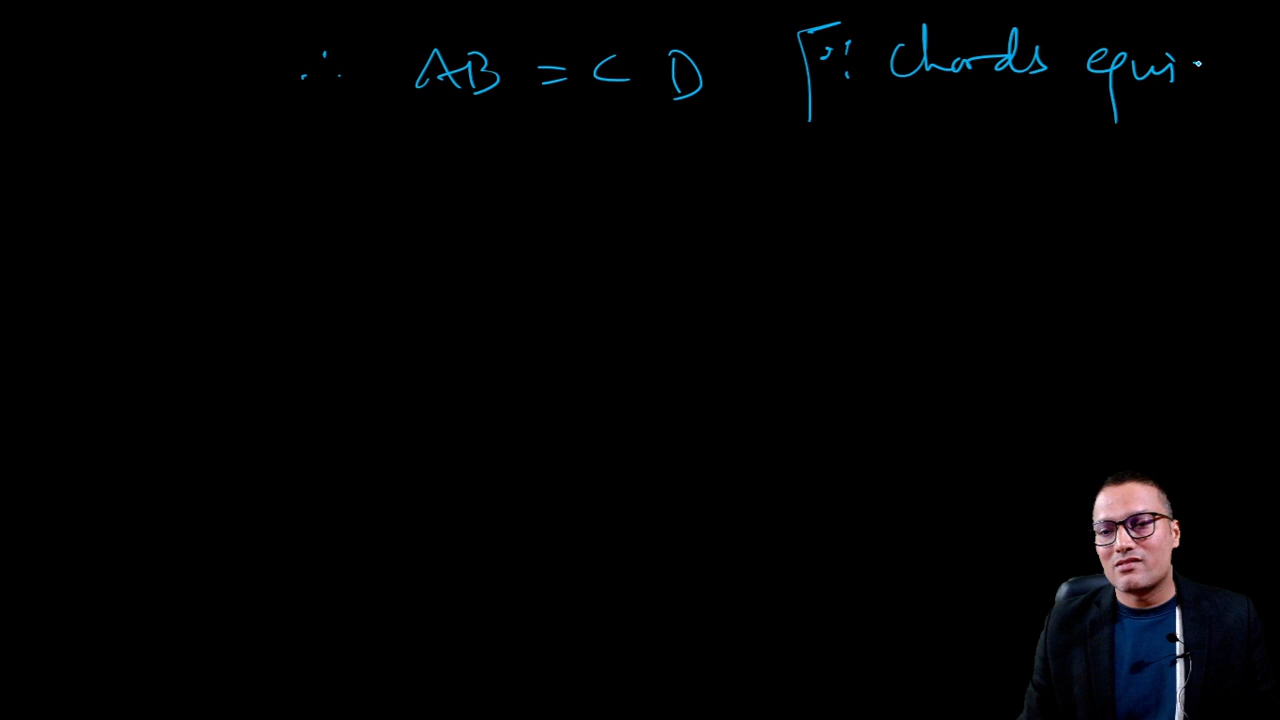 ∴ AB = CD [∵ chords equi